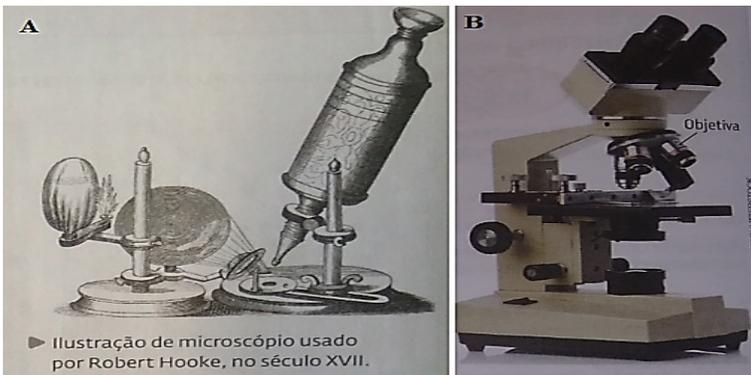 A
▶ Ilustração de microscópio usado
por Robert Hooke, no século XVII.
B
Objetiva